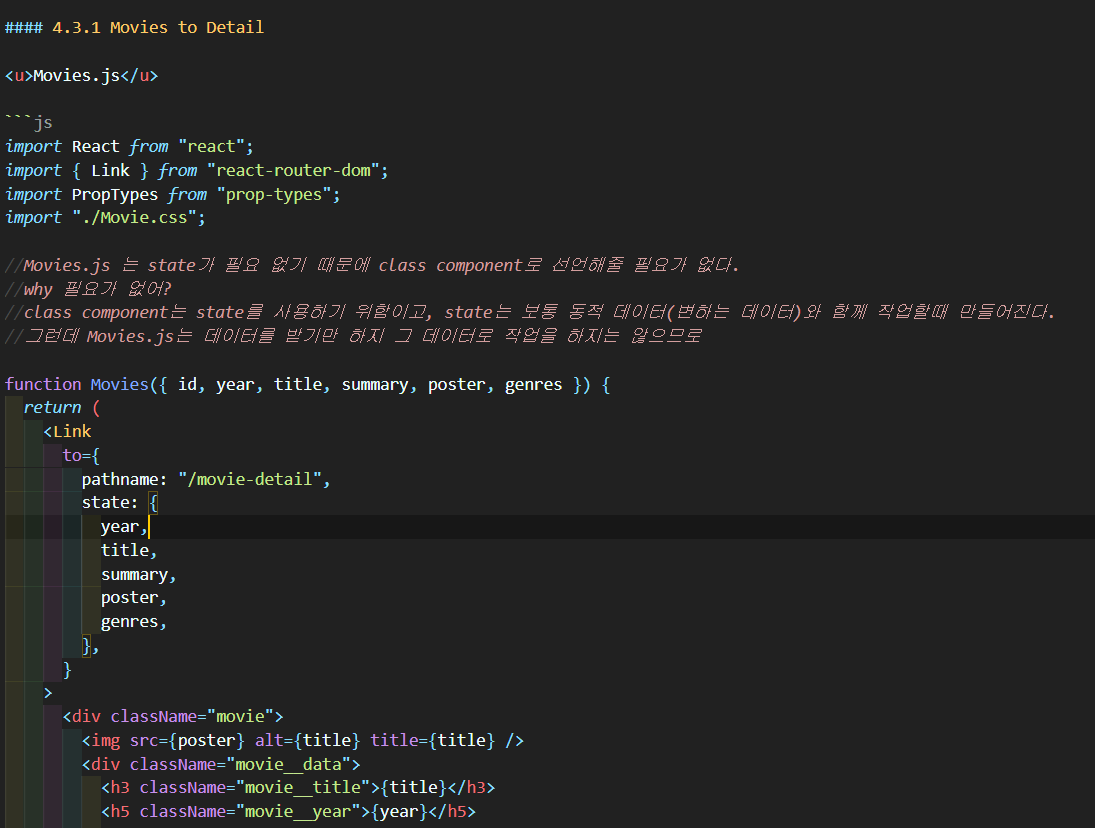 #### 4.3.1 Movies to Detail
<u>Movies.js</u>
```js
import React from "react";
import { Link } from "react-router-dom";
import PropTypes from "prop-types";
import "./Movie.css";
//Movies.js 는 state가 필요 없기 때문에 class component로 선언해줄 필요가 없다.
//why 필요가 없어?
//class component는 state를 사용하기 위함이고, state는 보통 동적 데이터(변하는 데이터)와 함께 작업할때 만들어진다.
//그런데 Movies.js는 데이터를 받기만 하지 그 데이터로 작업을 하지는 않으므로
function Movies({ id, year, title, summary, poster, genres }) {
return (
<Link
to={
pathname: "/movie-detail",
state: {
year,
title,
summary,
poster,
genres,
},
}
>
<div className="movie">
<img src={poster} alt={title} title={title} />
<div className="movie__data">
<h3 className="movie__title">{title}</h3>
<h5 className="movie__year">{year}</h5>